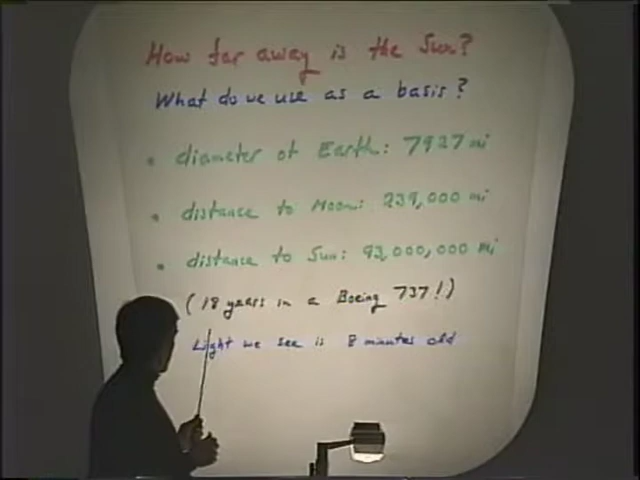 How far away is the Sun?
What do we use as a basis?
• diameter of Earth: 7927 mi
• distance to Moon: 239,000 mi
• distance to Sun: 93,000,000 mi
(18 years in a Boeing 737!)
Light we see is 8 minutes old